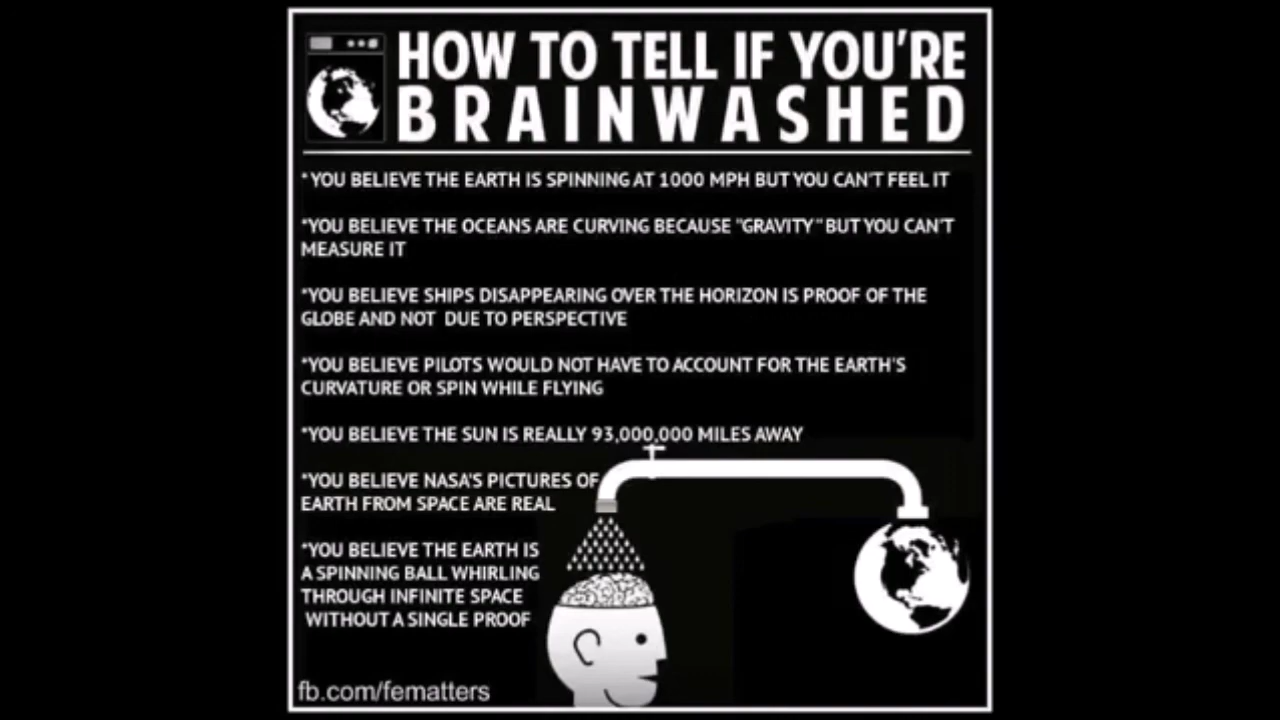 HOW TO TELL IF YOU'RE
BRAINWASHED
*YOU BELIEVE THE EARTH IS SPINNING AT 1000 MPH BUT YOU CAN'T FEEL IT
*YOU BELIEVE THE OCEANS ARE CURVING BECAUSE "GRAVITY" BUT YOU CAN'T
MEASURE IT
*YOU BELIEVE SHIPS DISAPPEARING OVER THE HORIZON IS PROOF OF THE
GLOBE AND NOT DUE TO PERSPECTIVE
*YOU BELIEVE PILOTS WOULD NOT HAVE TO ACCOUNT FOR THE EARTH'S
CURVATURE OR SPIN WHILE FLYING
*YOU BELIEVE THE SUN IS REALLY 93,000,000 MILES AWAY
*YOU BELIEVE NASA'S PICTURES OF
EARTH FROM SPACE ARE REAL
*YOU BELIEVE THE EARTH IS
A SPINNING BALL WHIRLING
THROUGH INFINITE SPACE
WITHOUT A SINGLE PROOF
fb.com/fematters